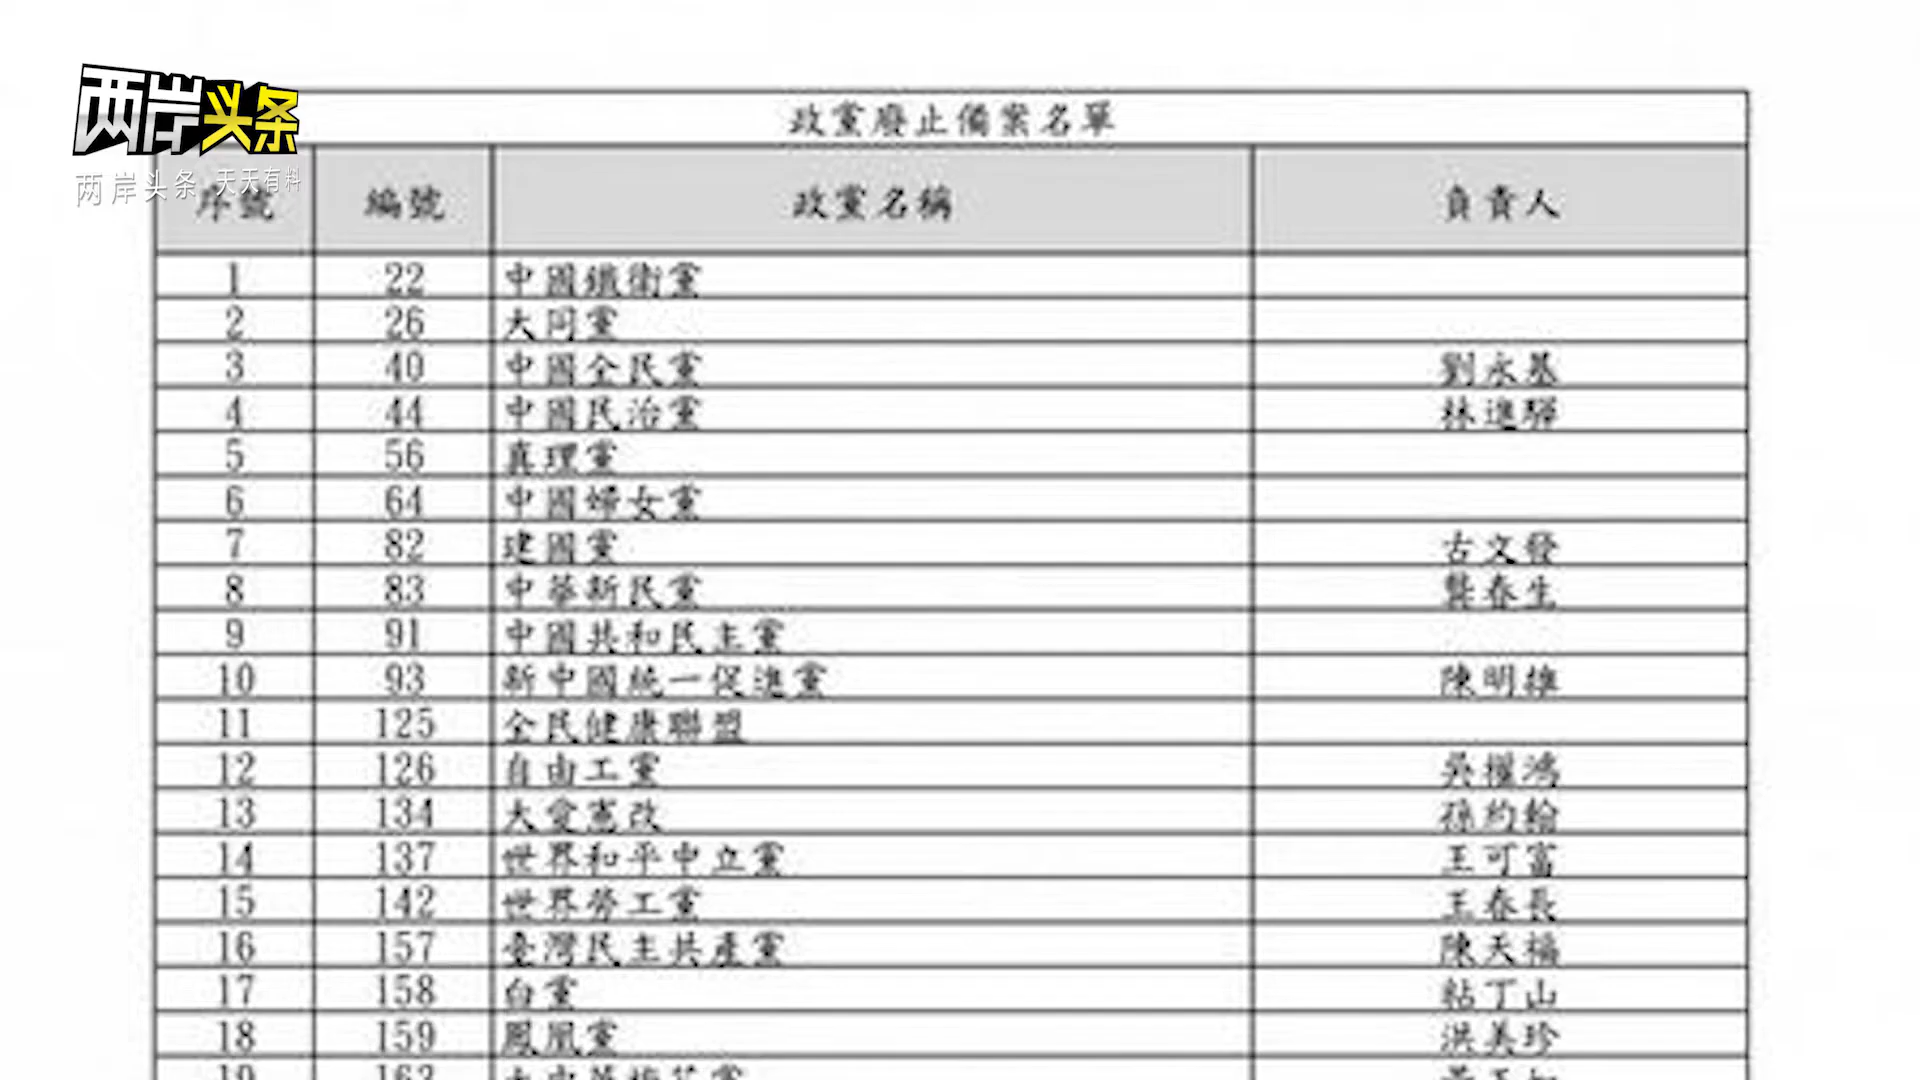 两岸头条
两岸头条 天天有料
政黨廢止備案名單
序號 編號 政黨名稱 負責人
1 22 中國鐵衛黨
2 26 大同黨
3 40 中國全民黨 劉永基
4 44 中國民治黨 林進驛
5 56 真理黨
6 64 中國婦女黨
7 82 建國黨 古文發
8 83 中華新民黨 龔春生
9 91 中國共和民主黨
10 93 新中國統一促進黨 陳明雄
11 125 全民健康聯盟
12 126 自由工黨 吳櫂鴻
13 134 大愛憲改 孫約翰
14 137 世界和平中立黨 王可富
15 142 世界勞工黨 王春長
16 157 臺灣民主共產黨 陳天福
17 158 白黨 粘丁山
18 159 鳳凰黨 洪美珍
19 163